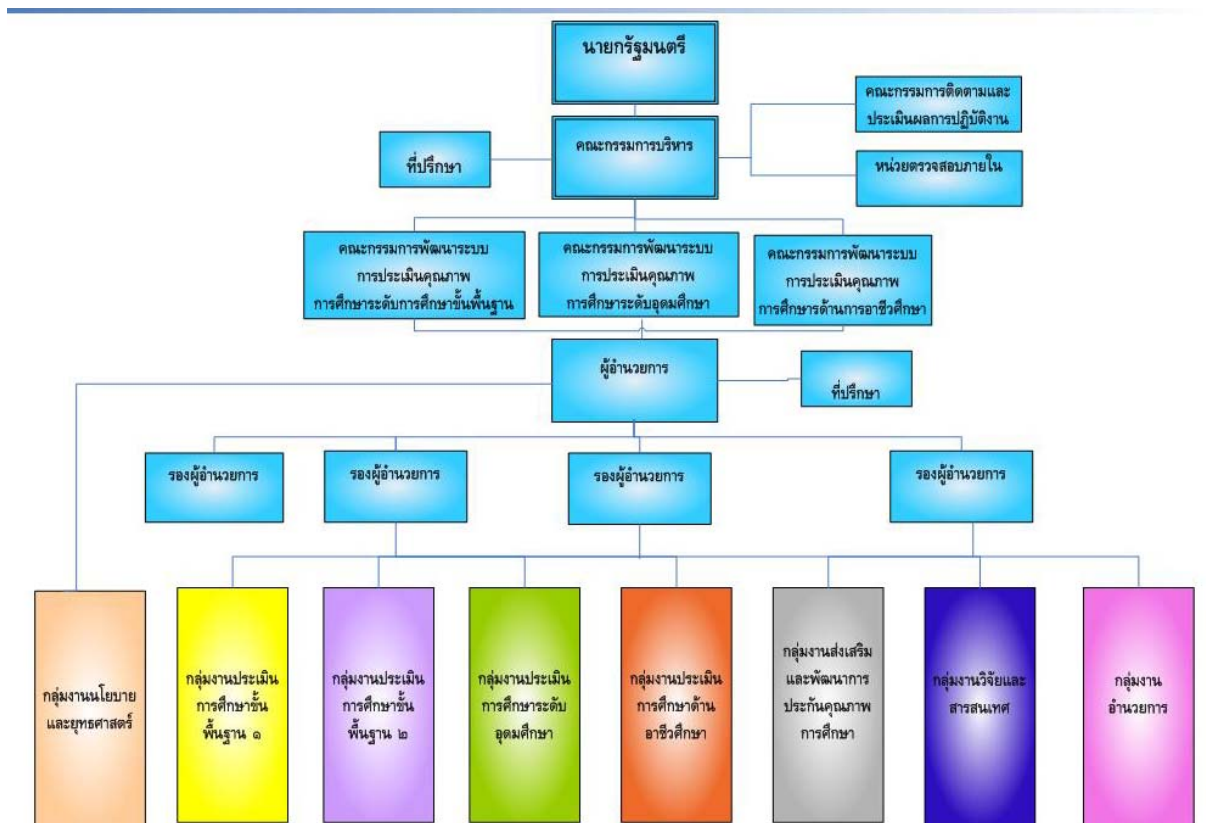 นายกรัฐมนตรี
คณะกรรมการติดตามและ
ประเมินผลการปฏิบัติงาน
คณะกรรมการบริหาร
ที่ปรึกษา
หน่วยตรวจสอบภายใน
คณะกรรมการพัฒนาระบบ
การประเมินคุณภาพ
การศึกษาระดับการศึกษาขั้นพื้นฐาน
คณะกรรมการพัฒนาระบบ
การประเมินคุณภาพ
การศึกษาระดับอุดมศึกษา
คณะกรรมการพัฒนาระบบ
การประเมินคุณภาพ
การศึกษารด้านการอาชีวศึกษา
ผู้อำนวยการ
ที่ปรึกษา
รองผู้อำนวยการ
รองผู้อำนวยการ
รองผู้อำนวยการ
รองผู้อำนวยการ
กลุ่มงานนโยบาย
และยุทธศาสตร์
กลุ่มงานประเมิน
การศึกษาขั้น
พื้นฐาน ๑
กลุ่มงานประเมิน
การศึกษาขั้น
พื้นฐาน ๒
กลุ่มงานประเมิน
การศึกษาระดับ
อุดมศึกษา
กลุ่มงานประเมิน
การศึกษาด้าน
อาชีวศึกษา
กลุ่มงานส่งเสริม
และพัฒนาการ
ประกันคุณภาพ
การศึกษา
กลุ่มงานวิจัยและ
สารสนเทศ
กลุ่มงาน
อำนวยการ